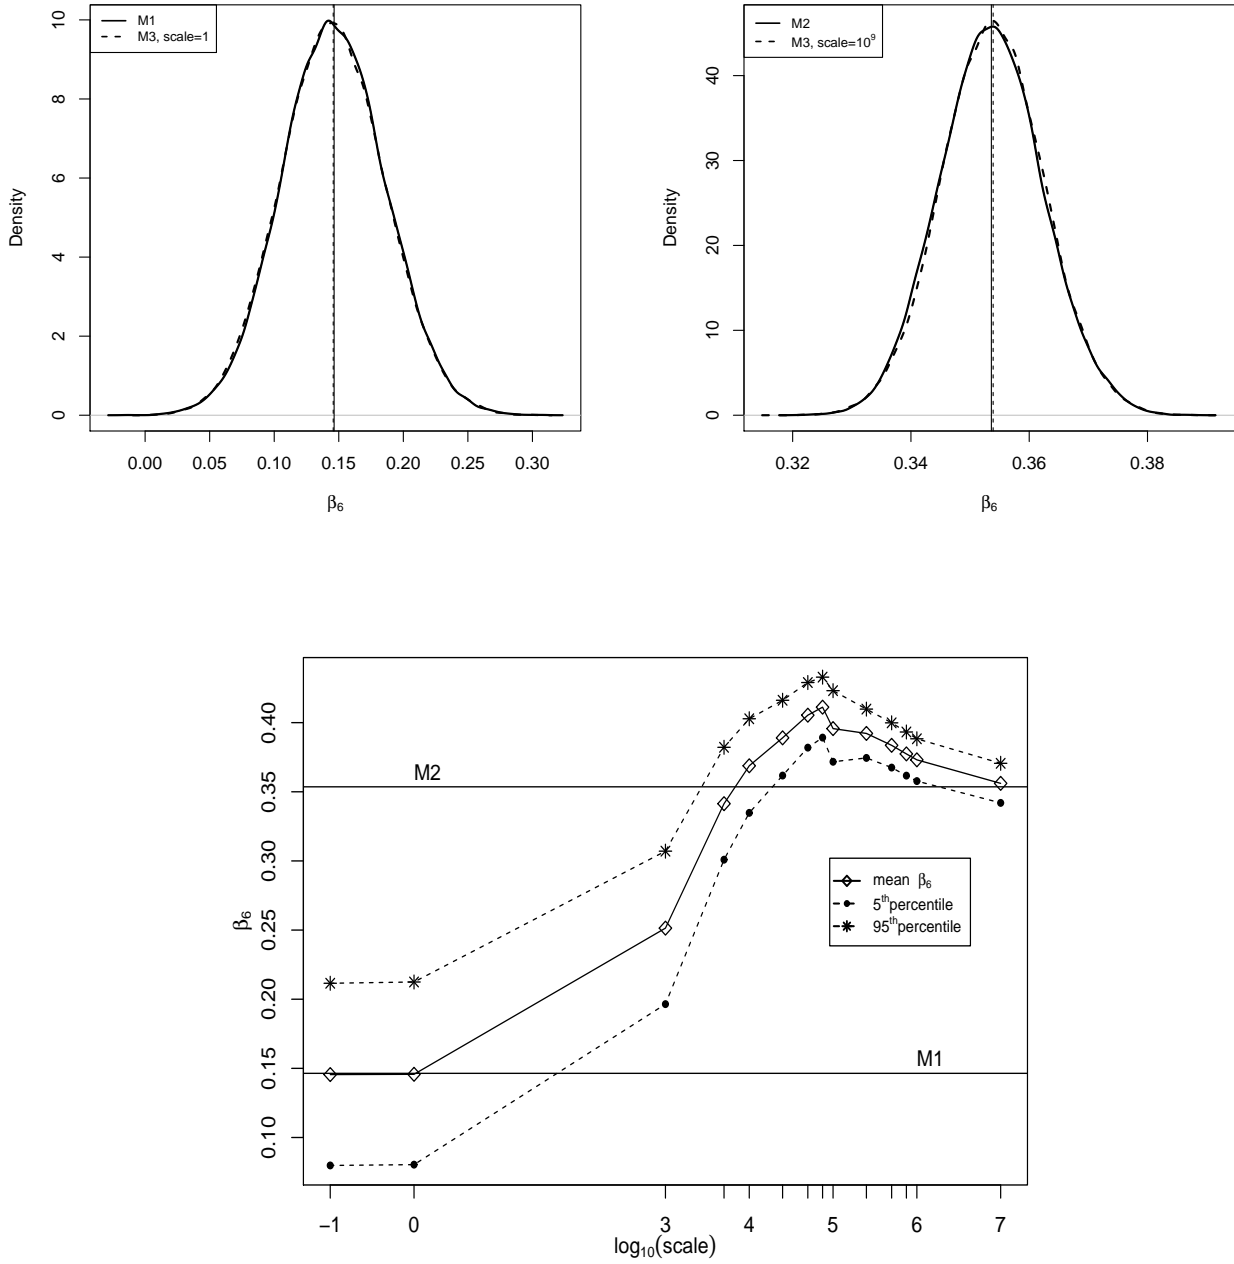 M1
M3, scale=1
Density
0 2 4 6 8 10
0.00 0.05 0.10 0.15 0.20 0.25 0.30
β₆
M2
M3, scale=10⁹
Density
0 10 20 30 40
0.32 0.34 0.36 0.38
β₆
M2
M1
mean β₆
5ᵗʰpercentile
95ᵗʰpercentile
β₆
0.10 0.15 0.20 0.25 0.30 0.35 0.40
−1 0 3 4 5 6 7
log₁₀(scale)